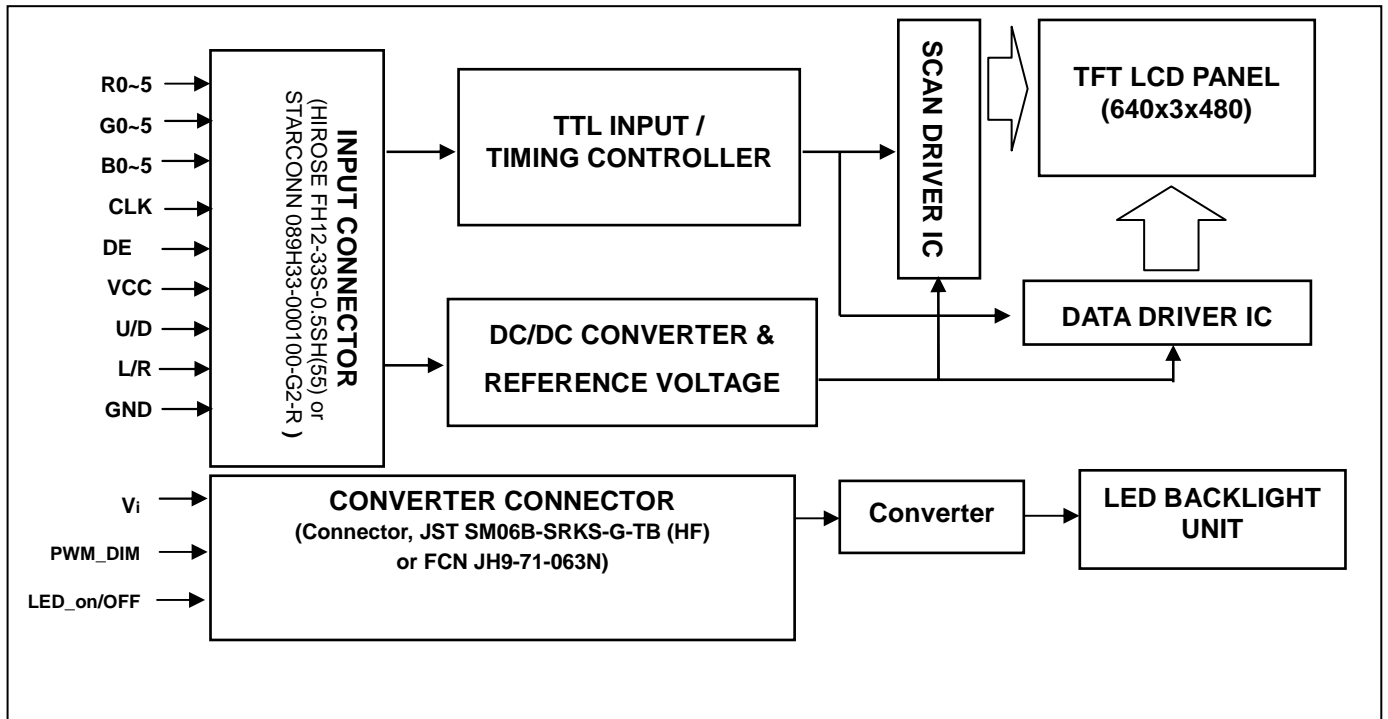 R0~5
G0~5
B0~5
CLK
DE
VCC
U/D
L/R
GND
INPUT CONNECTOR
(HIROSE FH12-33S-0.5SH(55) or
STARCONN 089H33-000100-G2-R )
TTL INPUT /
TIMING CONTROLLER
SCAN DRIVER IC
TFT LCD PANEL
(640x3x480)
DC/DC CONVERTER &
REFERENCE VOLTAGE
DATA DRIVER IC
Vi
PWM_DIM
LED_on/OFF
CONVERTER CONNECTOR
(Connector, JST SM06B-SRKS-G-TB (HF)
or FCN JH9-71-063N)
Converter
LED BACKLIGHT
UNIT